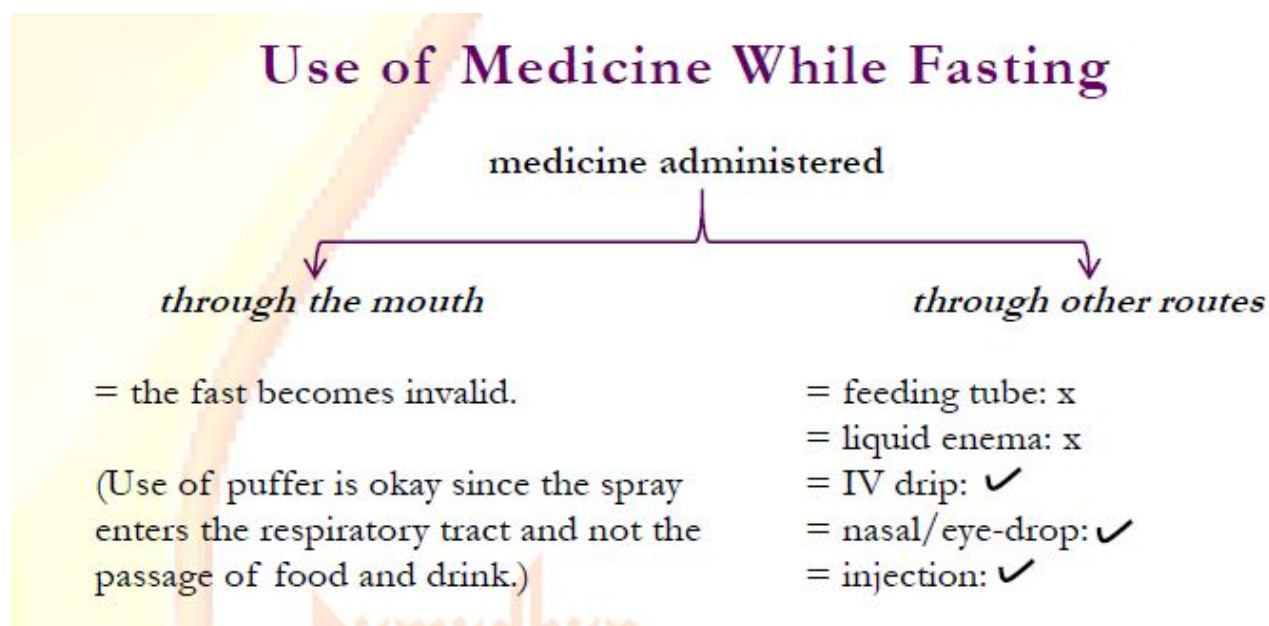 Use of Medicine While Fasting
medicine administered
through the mouth
= the fast becomes invalid.
(Use of puffer is okay since the spray
enters the respiratory tract and not the
passage of food and drink.)
through other routes
= feeding tube: x
= liquid enema: x
= IV drip: ✓
= nasal/eye-drop: ✓
= injection: ✓